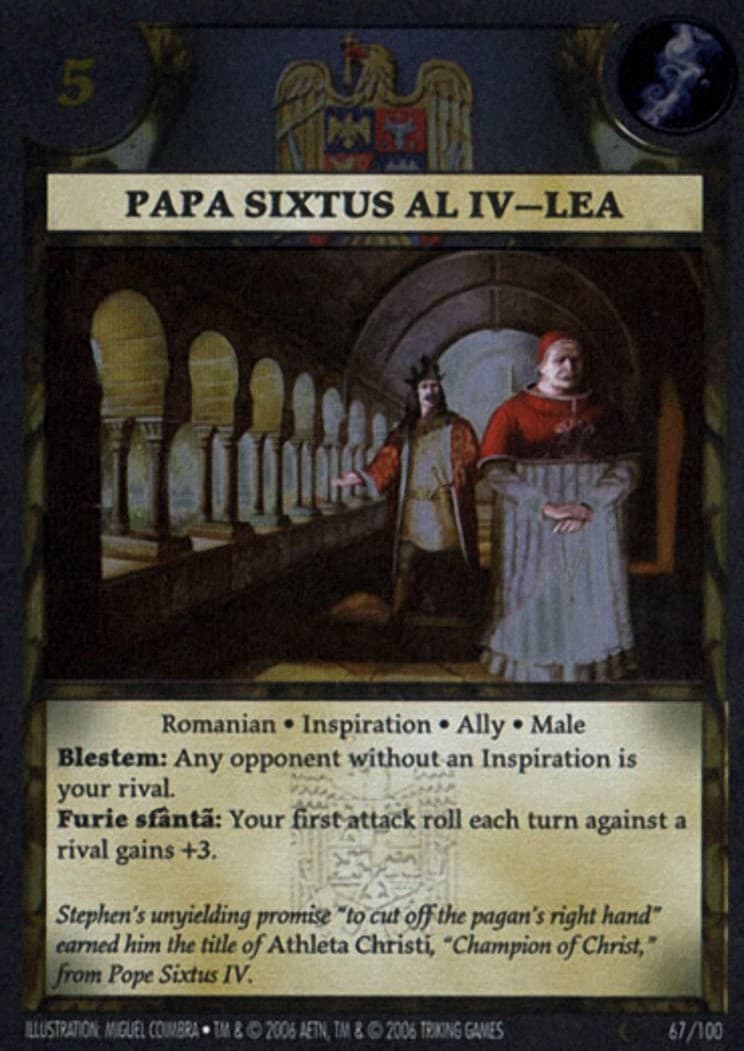 5
PAPA SIXTUS AL IV–LEA
Romanian • Inspiration • Ally • Male
Blestem: Any opponent without an Inspiration is
your rival.
Furie sfântã: Your first attack roll each turn against a
rival gains +3.
Stephen's unyielding promise "to cut off the pagan's right hand"
earned him the title of Athleta Christi, "Champion of Christ,"
from Pope Sixtus IV.
ILLUSTRATION: MIGUEL COIMBRA • TM & © 2006 AETN, TM & © 2006 TRIKING GAMES
67/100